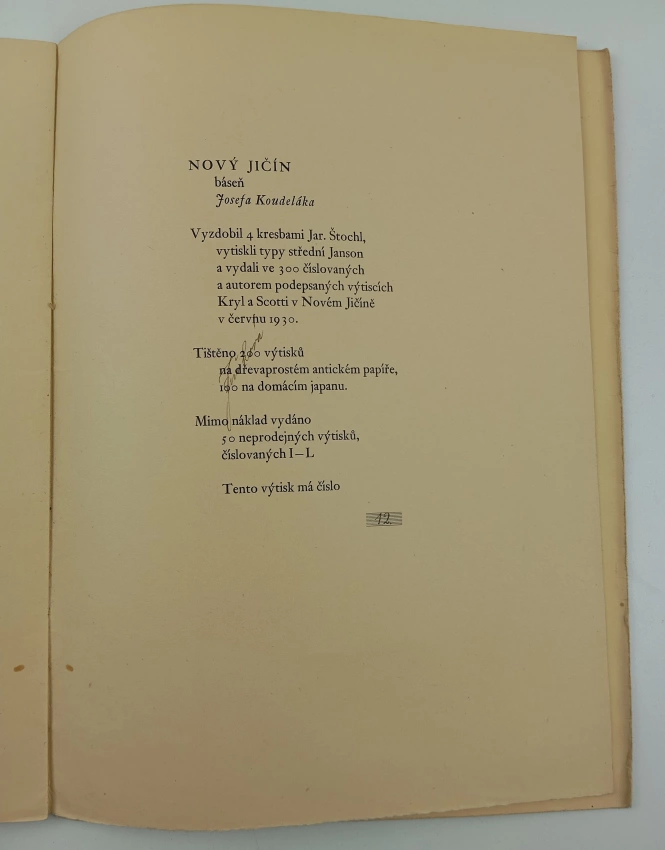 NOVÝ JIČÍN
báseň
Josefa Koudeláka
Vyzdobil 4 kresbami Jar. Štochl,
vytiskli typy střední Janson
a vydali ve 300 číslovaných
a autorem podepsaných výtiscích
Kryl a Scotti v Novém Jičíně
v červnu 1930.
Tištěno 200 výtisků
na dřevaprostém antickém papíře,
100 na domácím japanu.
Mimo náklad vydáno
50 neprodejných výtisků,
číslovaných I—L
Tento výtisk má číslo
12